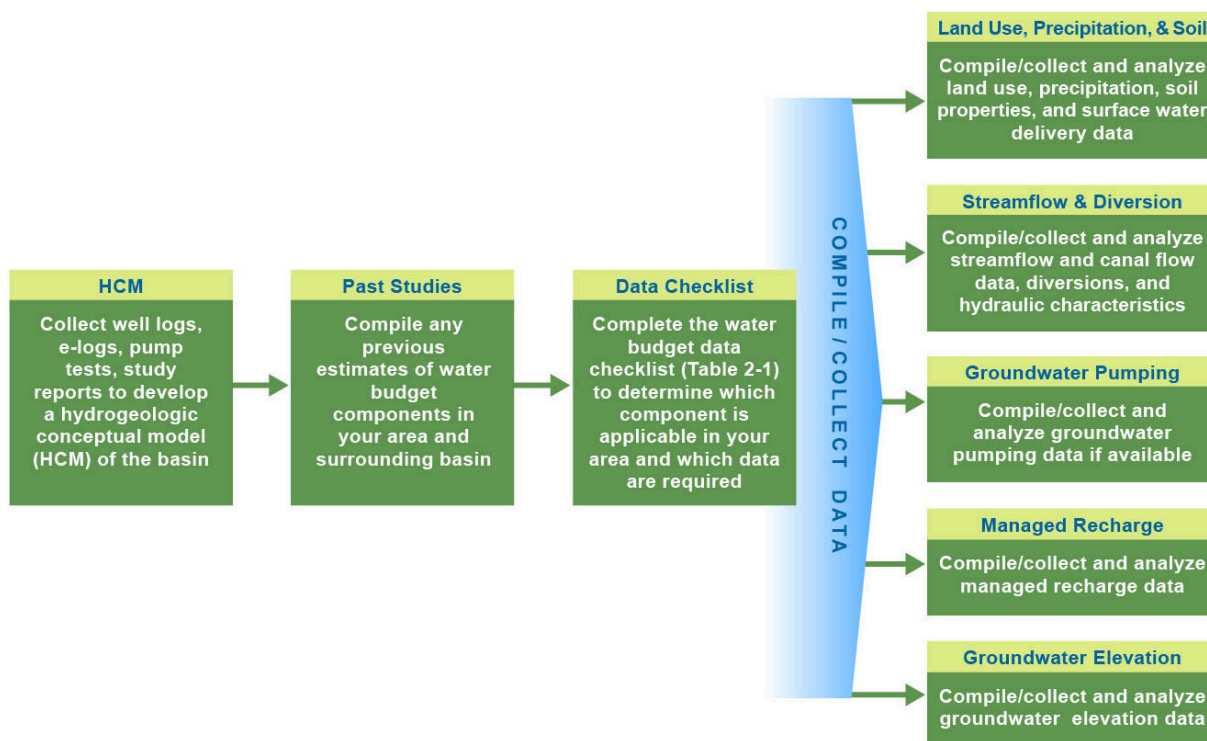 HCM
Collect well logs,
e-logs, pump
tests, study
reports to develop
a hydrogeologic
conceptual model
(HCM) of the basin
Past Studies
Compile any
previous
estimates of water
budget
components in
your area and
surrounding basin
Data Checklist
Complete the water
budget data
checklist (Table 2-1)
to determine which
component is
applicable in your
area and which data
are required
COMPILE/COLLECT DATA
Land Use, Precipitation, & Soil
Compile/collect and analyze
land use, precipitation, soil
properties, and surface water
delivery data
Streamflow & Diversion
Compile/collect and analyze
streamflow and canal flow
data, diversions, and
hydraulic characteristics
Groundwater Pumping
Compile/collect and
analyze groundwater
pumping data if available
Managed Recharge
Compile/collect and analyze
managed recharge data
Groundwater Elevation
Compile/collect and analyze
groundwater elevation data